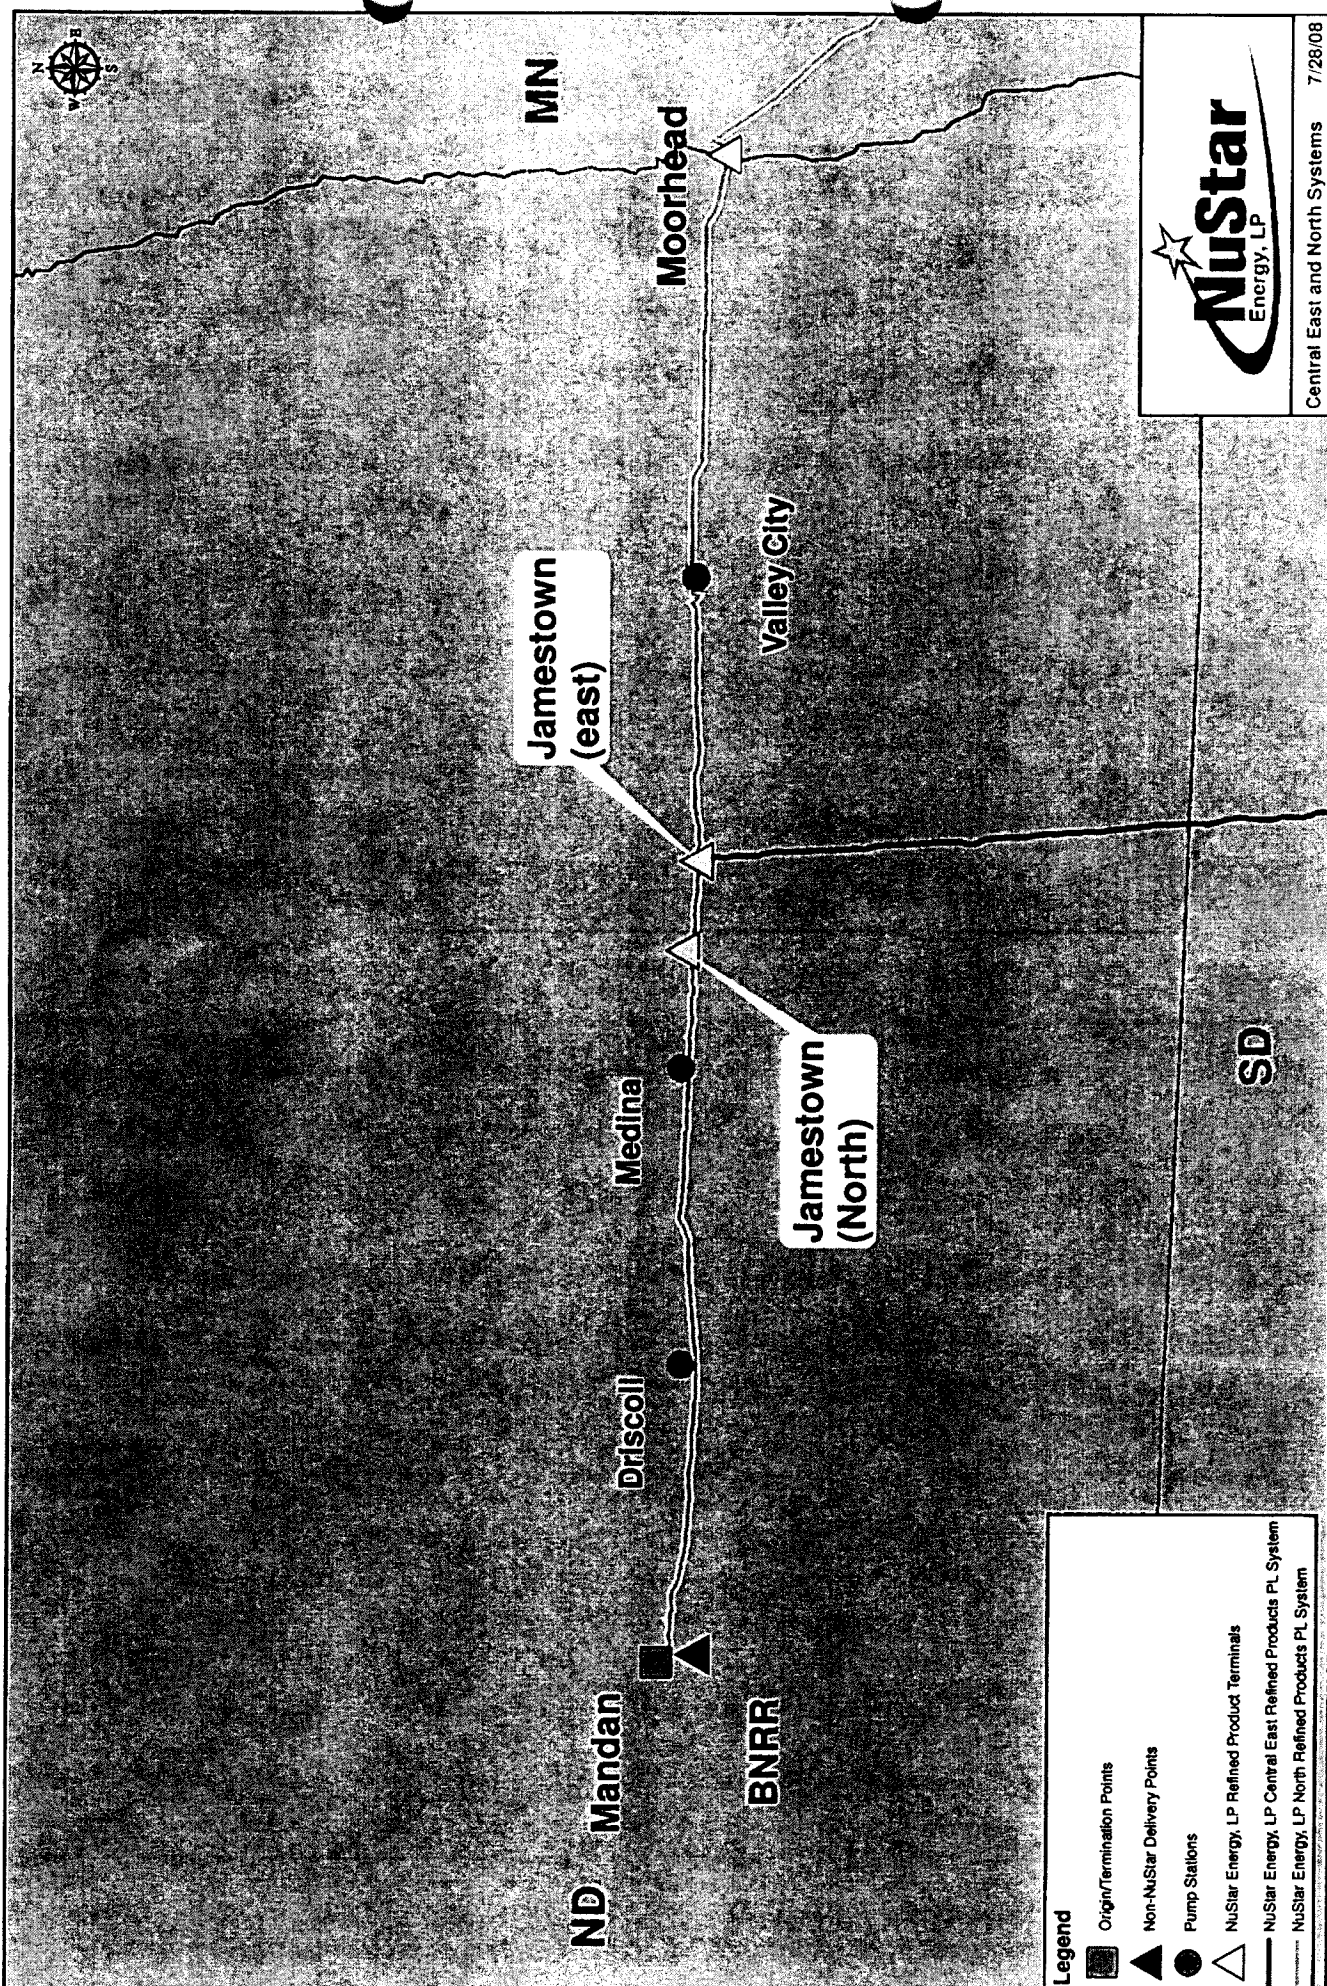 N
W
E
S
MN
Moorhead
Jamestown
(east)
Valley City
Medina
Jamestown
(North)
Driscoll
ND
Mandan
BNRR
SD
Legend
Origin/Termination Points
Non-NuStar Delivery Points
Pump Stations
NuStar Energy, LP Refined Product Terminals
NuStar Energy, LP Central East Refined Products PL System
NuStar Energy, LP North Refined Products PL System
NuStar
Energy, LP
Central East and North Systems 7/28/08